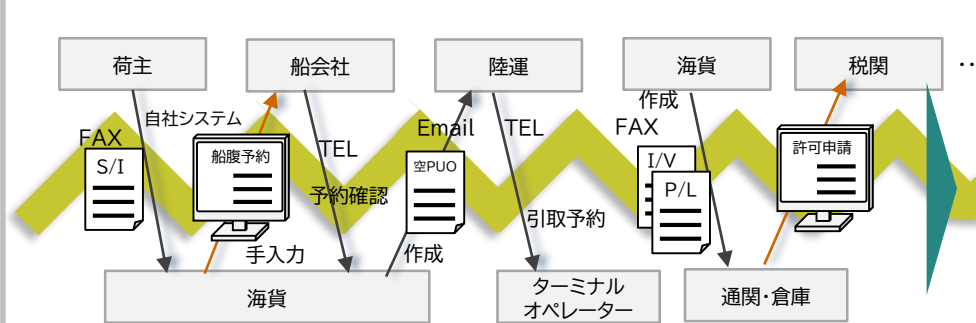 荷主
船会社
陸運
海貨
税関
…
自社システム
作成
FAX
S/I
船腹予約
TEL
Email
空PUO
TEL
FAX
I/V
P/L
許可申請
予約確認
引取予約
手入力
作成
海貨
ターミナル
オペレーター
通関・倉庫